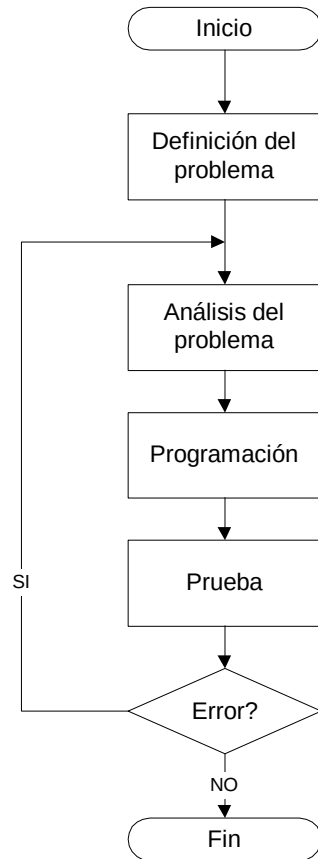 Inicio
Definición del
problema
Análisis del
problema
Programación
Prueba
SI
Error?
NO
Fin